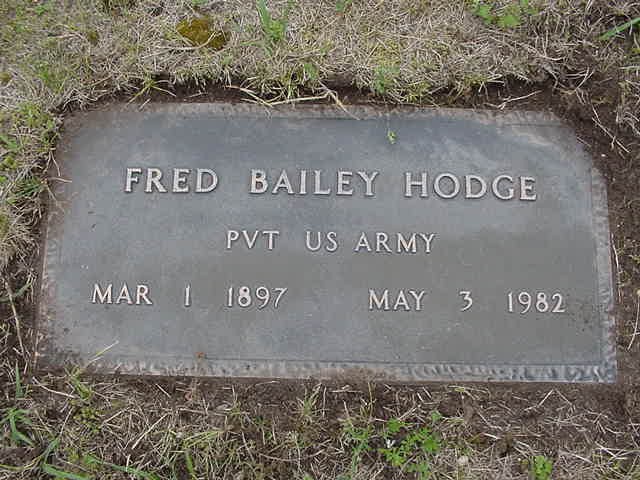 FRED BAILEY HODGE
PVT US ARMY
MAR 1 1897 MAY 3 1982